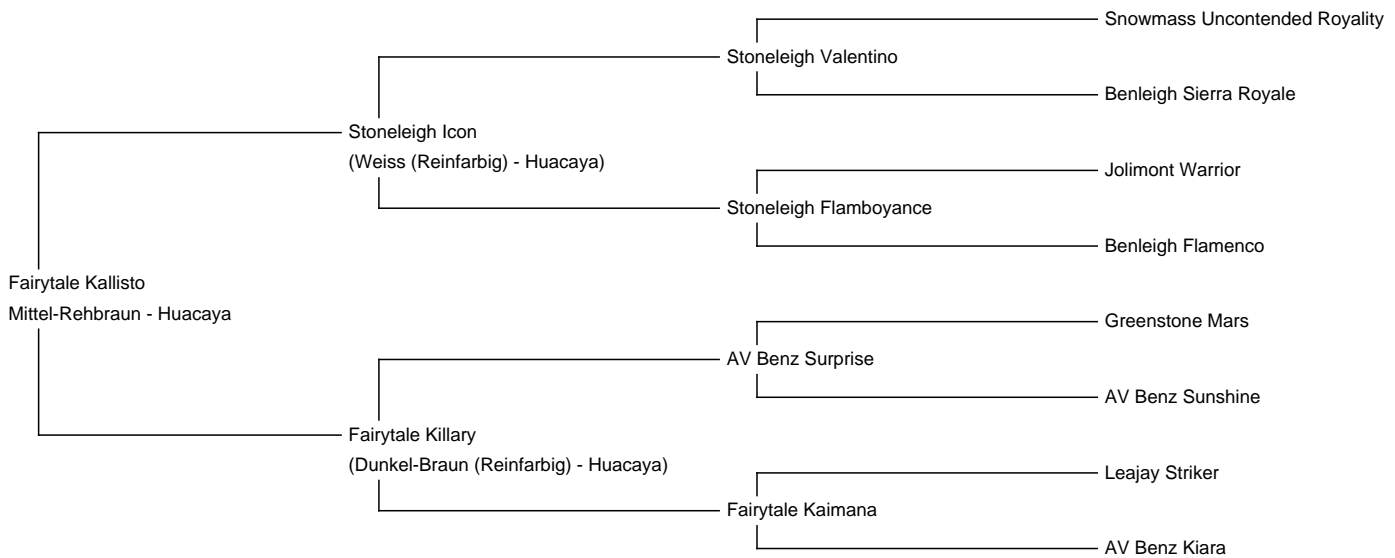 Snowmass Uncontended Royality
Stoneleigh Valentino
Benleigh Sierra Royale
Stoneleigh Icon
(Weiss (Reinfarbig) - Huacaya)
Jolimont Warrior
Stoneleigh Flamboyance
Benleigh Flamenco
Fairytale Kallisto
Mittel-Rehbraun - Huacaya
Greenstone Mars
AV Benz Surprise
AV Benz Sunshine
Fairytale Killary
(Dunkel-Braun (Reinfarbig) - Huacaya)
Leajay Striker
Fairytale Kaimana
AV Benz Kiara